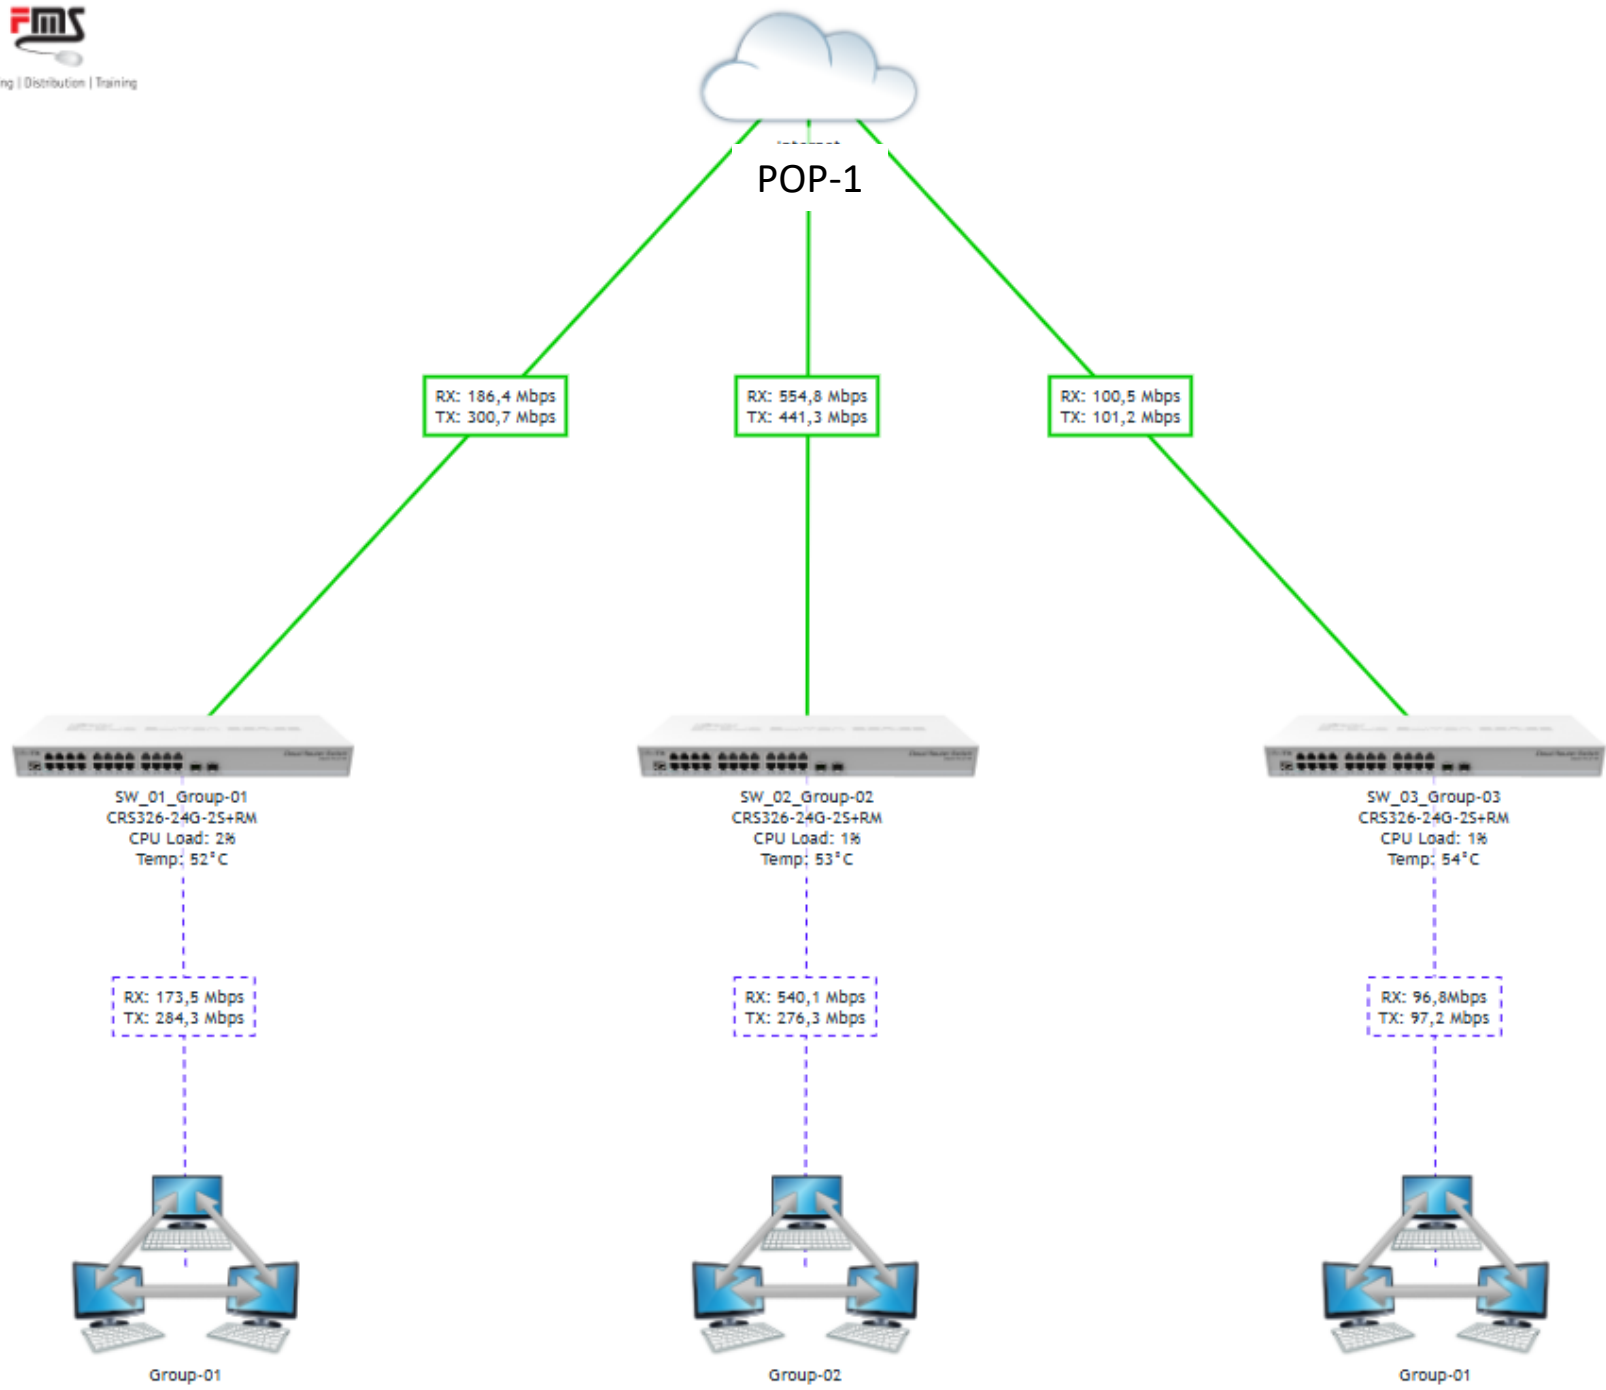 FMS
ng | Distribution | Training
POP-1
RX: 186,4 Mbps
TX: 300,7 Mbps
RX: 554,8 Mbps
TX: 441,3 Mbps
RX: 100,5 Mbps
TX: 101,2 Mbps
SW_01_Group-01
CRS326-24G-2S+RM
CPU Load: 2%
Temp: 52°C
SW_02_Group-02
CRS326-24G-2S+RM
CPU Load: 1%
Temp: 53°C
SW_03_Group-03
CRS326-24G-2S+RM
CPU Load: 1%
Temp: 54°C
RX: 173,5 Mbps
TX: 284,3 Mbps
RX: 540,1 Mbps
TX: 276,3 Mbps
RX: 96,8Mbps
TX: 97,2 Mbps
Group-01
Group-02
Group-01